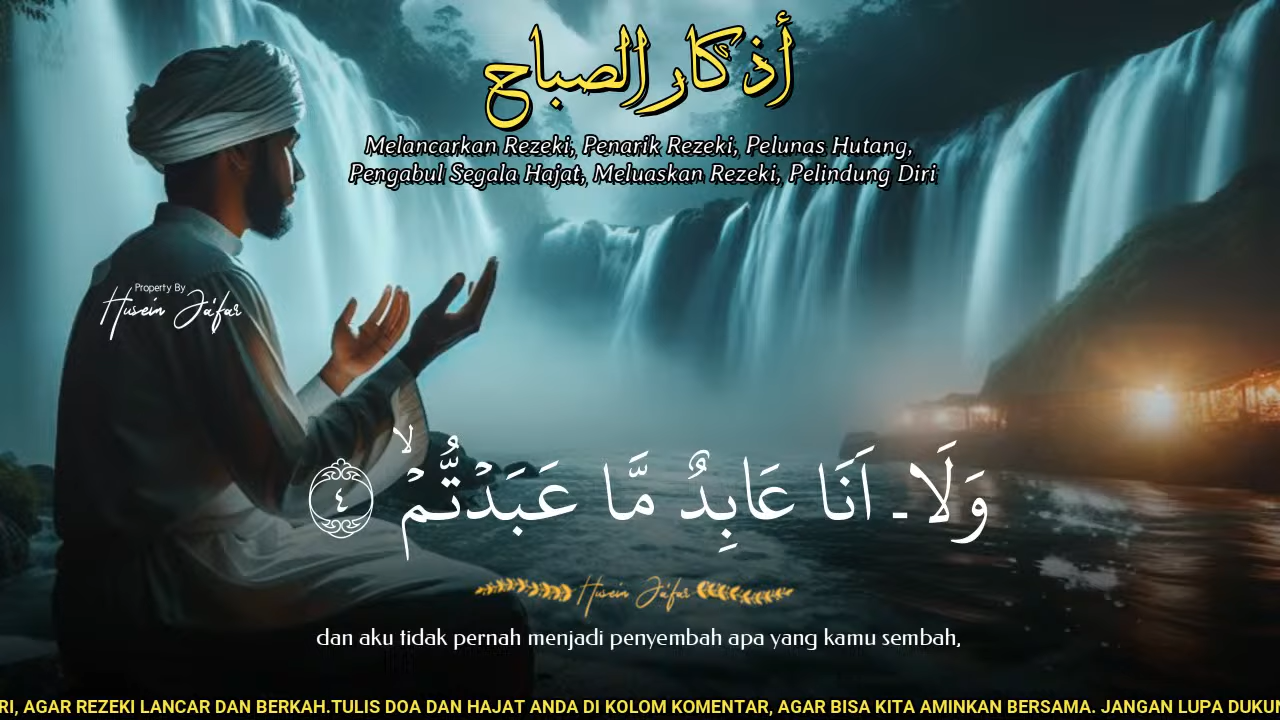 أذكار الصباح
Melancarkan Rezeki, Penarik Rezeki, Pelunas Hutang,
Pengabul Segala Hajat, Meluaskan Rezeki, Pelindung Diri
Property By
Husein Ja'far
وَلَآ اَنَا۠ عَابِدٌ مَّا عَبَدْتُّمْۙ ٤
Husein Ja'far
dan aku tidak pernah menjadi penyembah apa yang kamu sembah,
RI, AGAR REZEKI LANCAR DAN BERKAH.TULIS DOA DAN HAJAT ANDA DI KOLOM KOMENTAR, AGAR BISA KITA AMINKAN BERSAMA. JANGAN LUPA DUKUN